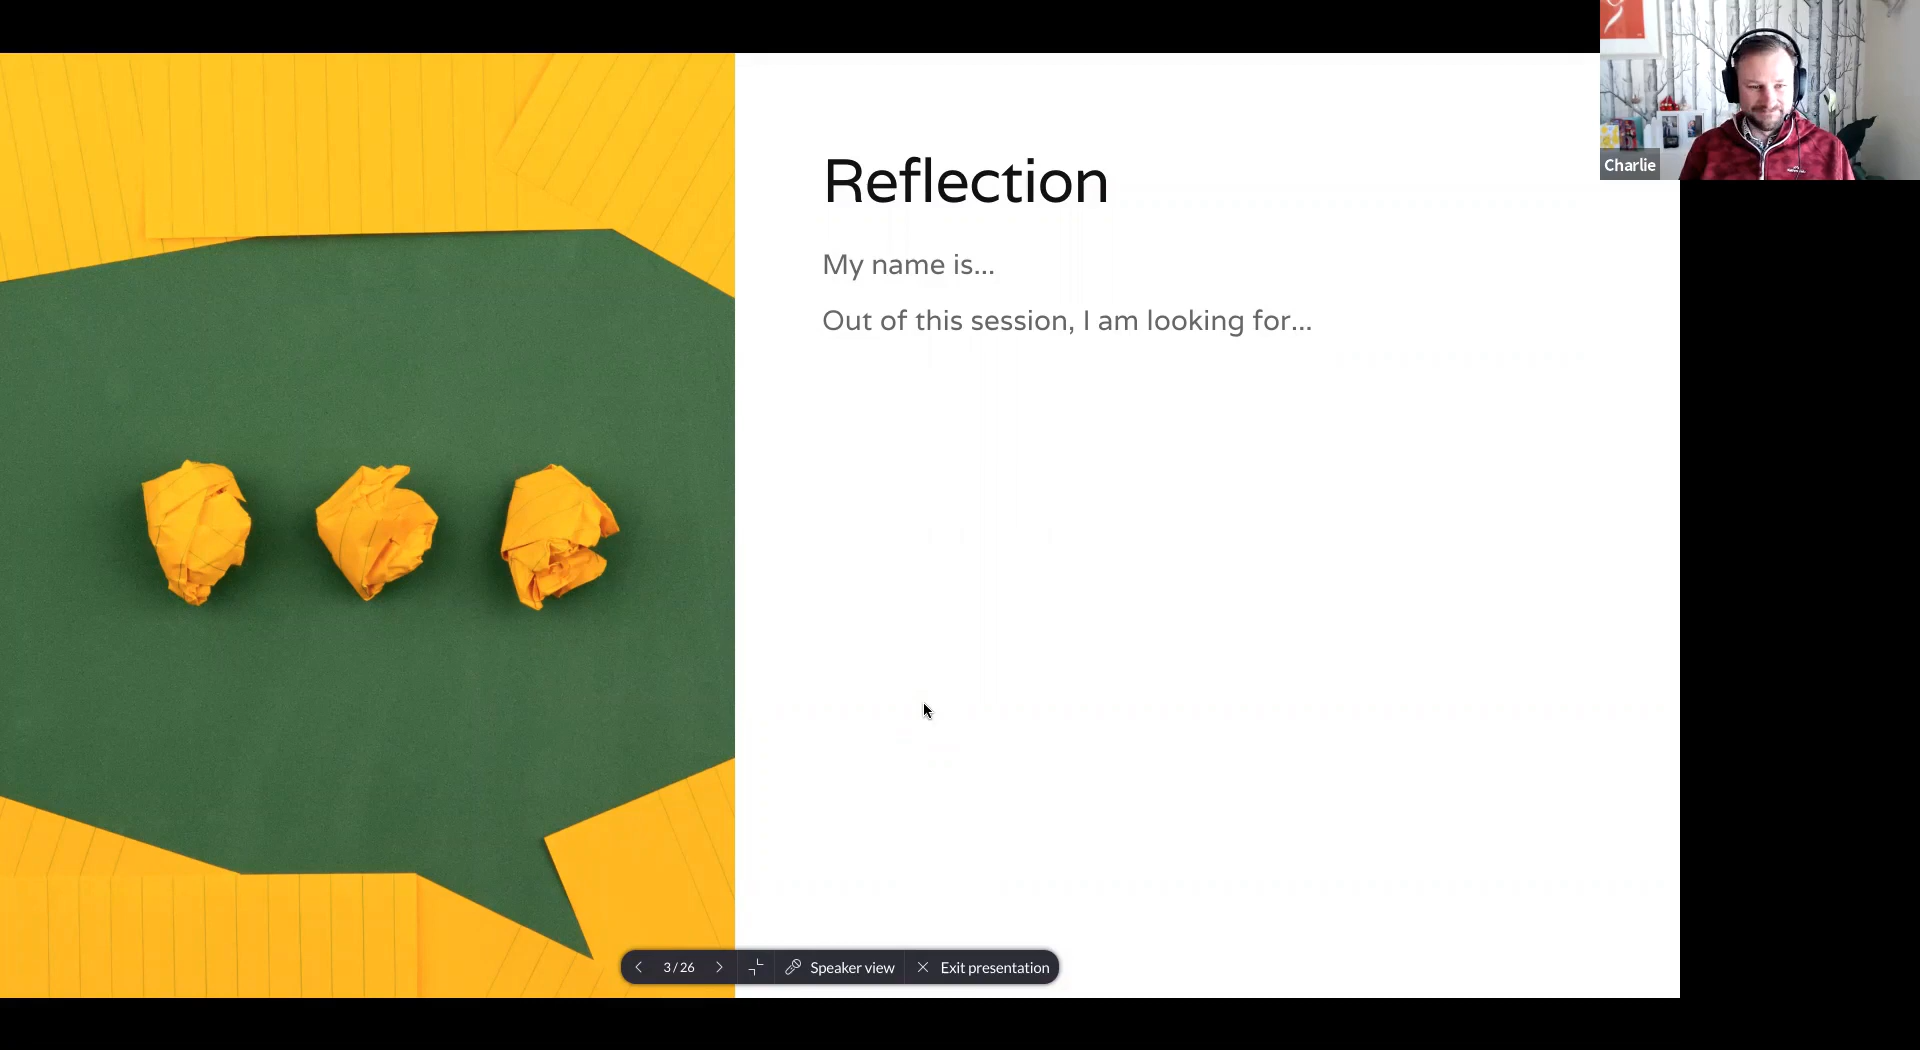 Reflection
My name is...
Out of this session, I am looking for...
Charlie
3 / 26
Speaker view
Exit presentation